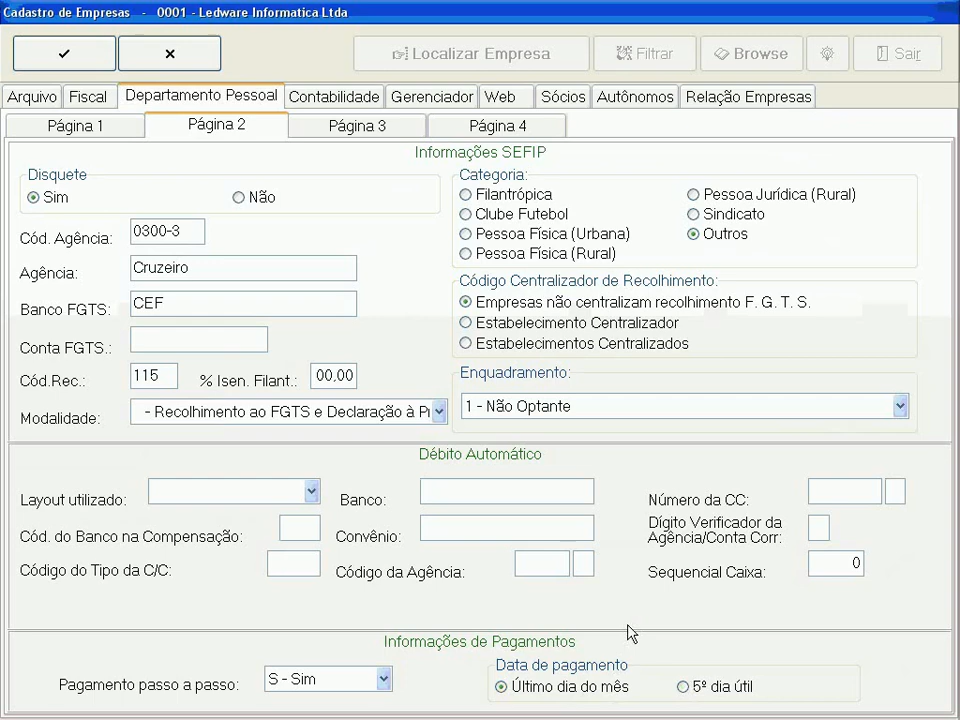 Cadastro de Empresas - 0001 - Ledware Informatica Ltda
Localizar Empresa Filtrar Browse Sair
Arquivo Fiscal Departamento Pessoal Contabilidade Gerenciador Web Sócios Autônomos Relação Empresas
Página 1 Página 2 Página 3 Página 4
Informações SEFIP
Disquete
Sim Não
Cód. Agência: 0300-3
Agência: Cruzeiro
Banco FGTS: CEF
Conta FGTS.:
Cód.Rec.: 115 % Isen. Filant.: 00,00
Modalidade: - Recolhimento ao FGTS e Declaração à
Categoria:
Filantrópica Pessoa Jurídica (Rural)
Clube Futebol Sindicato
Pessoa Física (Urbana) Outros
Pessoa Física (Rural)
Código Centralizador de Recolhimento:
Empresas não centralizam recolhimento F. G. T. S.
Estabelecimento Centralizador
Estabelecimentos Centralizados
Enquadramento:
1 - Não Optante
Débito Automático
Layout utilizado: Banco: Número da CC:
Cód. do Banco na Compensação: Convênio: Dígito Verificador da
Agência/Conta Corr:
Código do Tipo da C/C: Código da Agência: Sequencial Caixa: 0
Informações de Pagamentos
Pagamento passo a passo: S - Sim
Data de pagamento
Último dia do mês 5º dia útil